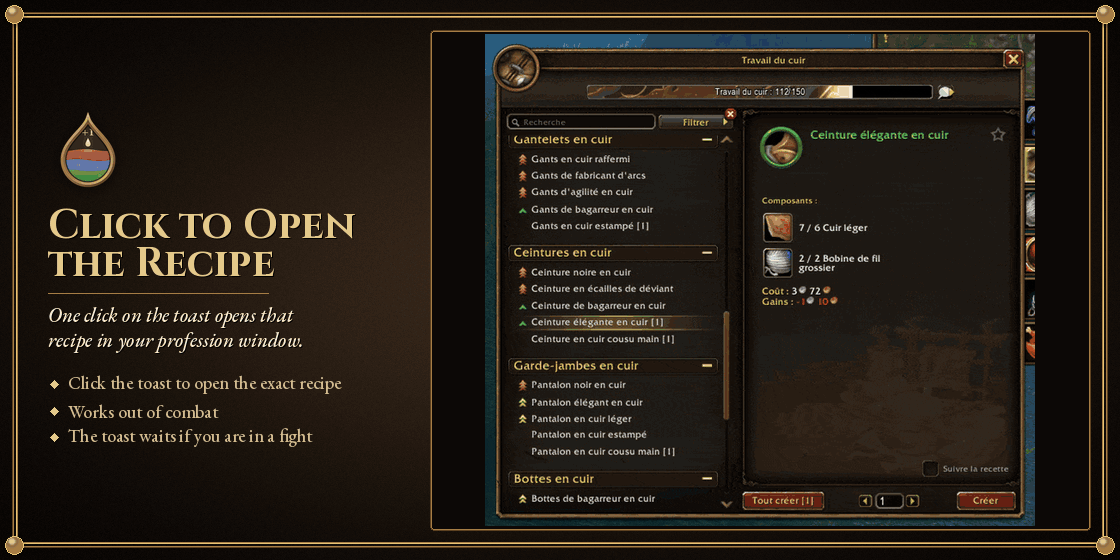 +1
Click to Open
the Recipe
One click on the toast opens that
recipe in your profession window.
Click the toast to open the exact recipe
Works out of combat
The toast waits if you are in a fight
Travail du cuir
Travail du cuir : 112/150
Recherche
Filtrer
Gantelets en cuir
Gants en cuir raffermi
Gants de fabricant d'arcs
Gants d'agilité en cuir
Gants de bagarreur en cuir
Gants en cuir estampé [1]
Ceintures en cuir
Ceinture noire en cuir
Ceinture en écailles de déviant
Ceinture de bagarreur en cuir
Ceinture élégante en cuir [1]
Ceinture en cuir cousu main [1]
Garde-jambes en cuir
Pantalon noir en cuir
Pantalon élégant en cuir
Pantalon en cuir léger
Pantalon en cuir estampé
Pantalon en cuir cousu main [1]
Bottes en cuir
Bottes de bagarreur en cuir
Ceinture élégante en cuir
Composants :
7 / 6 Cuir léger
2 / 2 Bobine de fil
grossier
Coût : 3 72
Gains : -1 10
Suivre la recette
Tout créer [1]
1
Créer